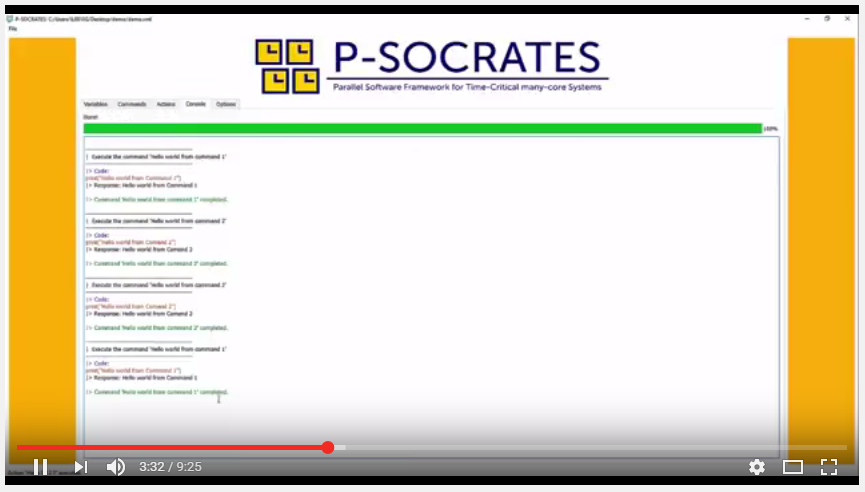 P-SOCRATES: C:\Users\ILB01G\Desktop\demo\demo.xml
File
P-SOCRATES
Parallel Software Framework for Time-Critical many-core Systems
Variables Commands Actions Console Options
Done!
100%
| Execute the command 'Hello world from command 1'
|> Code:
print("Hello world from Command 1")
|> Response: Hello world from Command 1
|> Command 'Hello world from command 1' completed.
| Execute the command 'Hello world from command 2'
|> Code:
print("Hello world from Comand 2")
|> Response: Hello world from Comand 2
|> Command 'Hello world from command 2' completed.
| Execute the command 'Hello world from command 2'
|> Code:
print("Hello world from Comand 2")
|> Response: Hello world from Comand 2
|> Command 'Hello world from command 2' completed.
| Execute the command 'Hello world from command 1'
|> Code:
print("Hello world from Command 1")
|> Response: Hello world from Command 1
|> Command 'Hello world from command 1' completed.
3:32 / 9:25